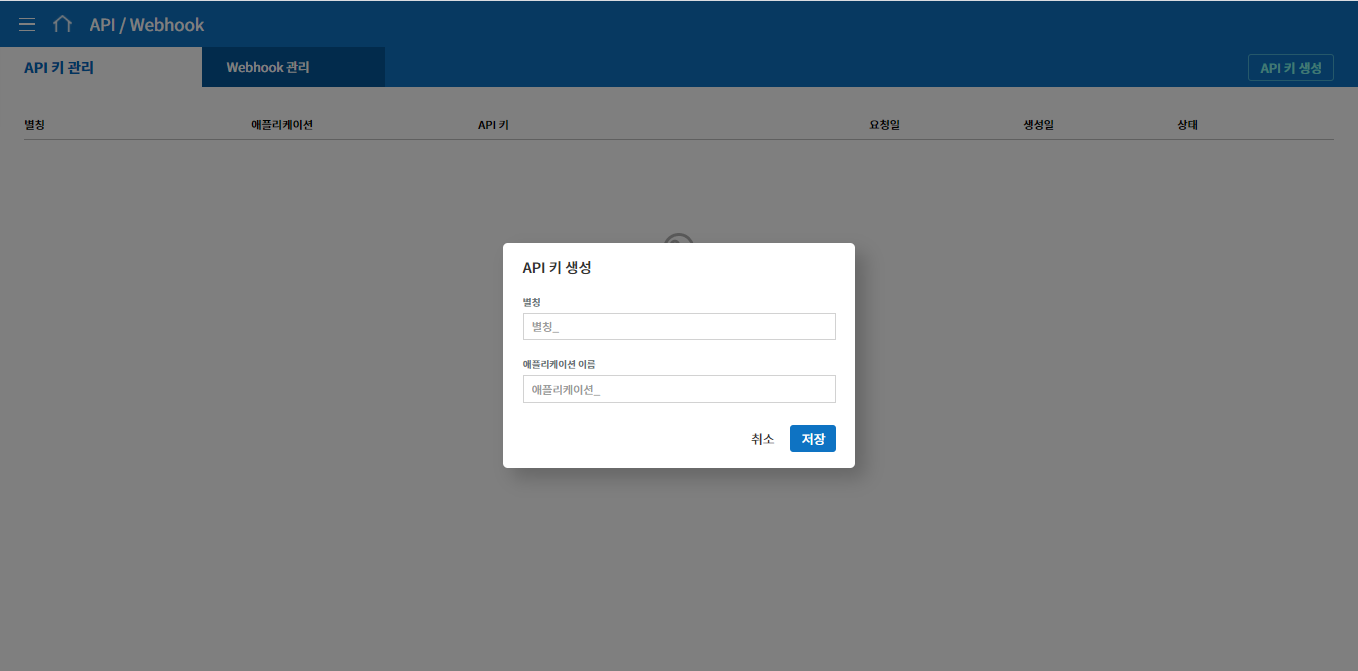 API / Webhook
API 키 관리
Webhook 관리
API 키 생성
별칭
애플리케이션
API 키
요청일
생성일
상태
API 키 생성
별칭
별칭_
애플리케이션 이름
애플리케이션_
취소
저장